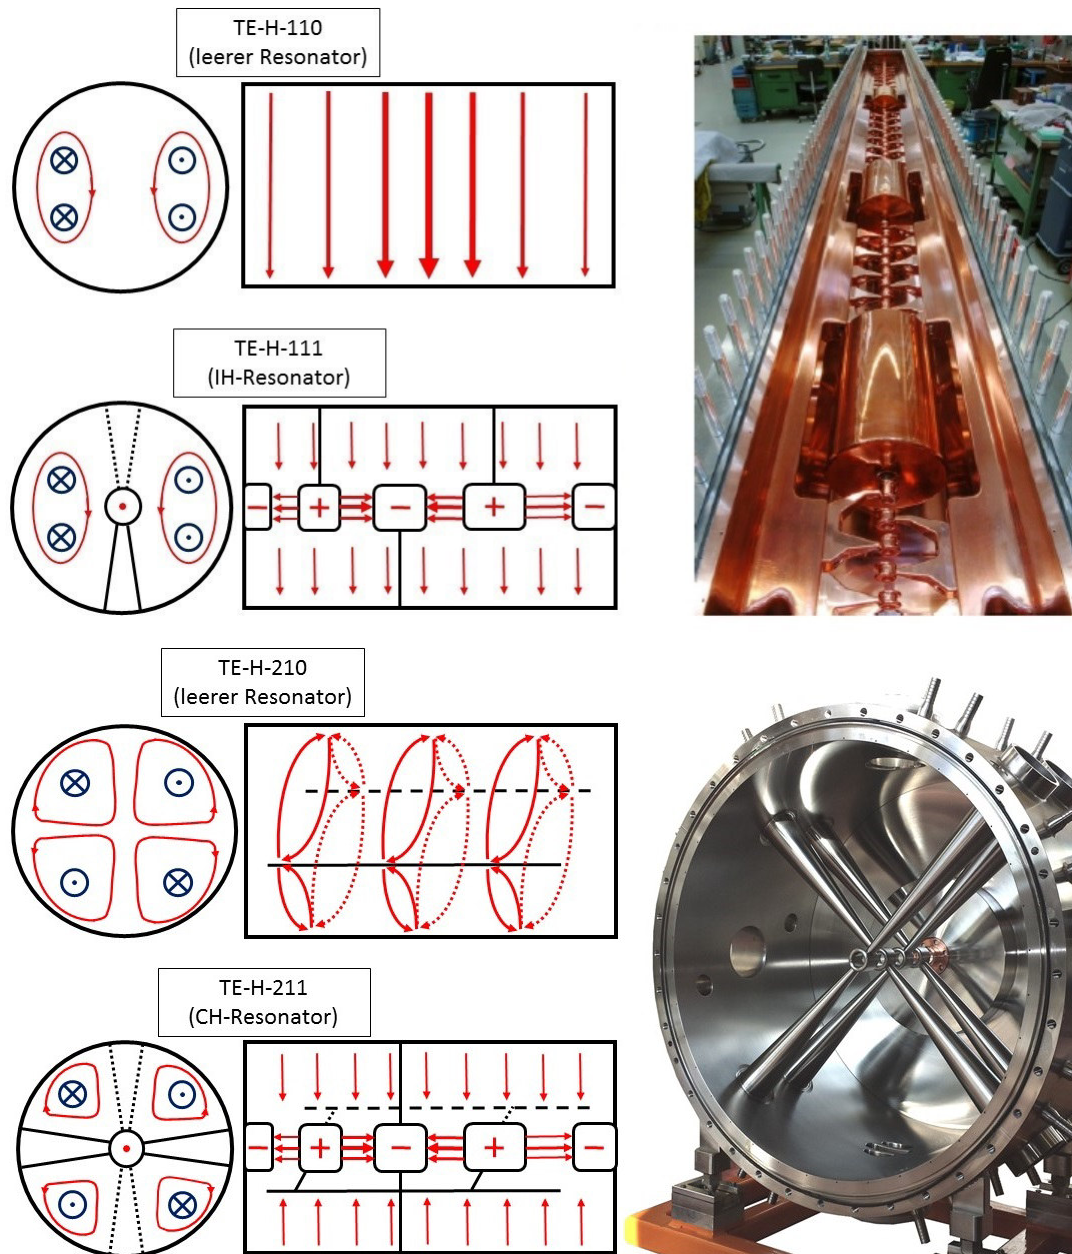 TE-H-110
(leerer Resonator)
TE-H-111
(IH-Resonator)
− + − + −
TE-H-210
(leerer Resonator)
TE-H-211
(CH-Resonator)
− + − + −